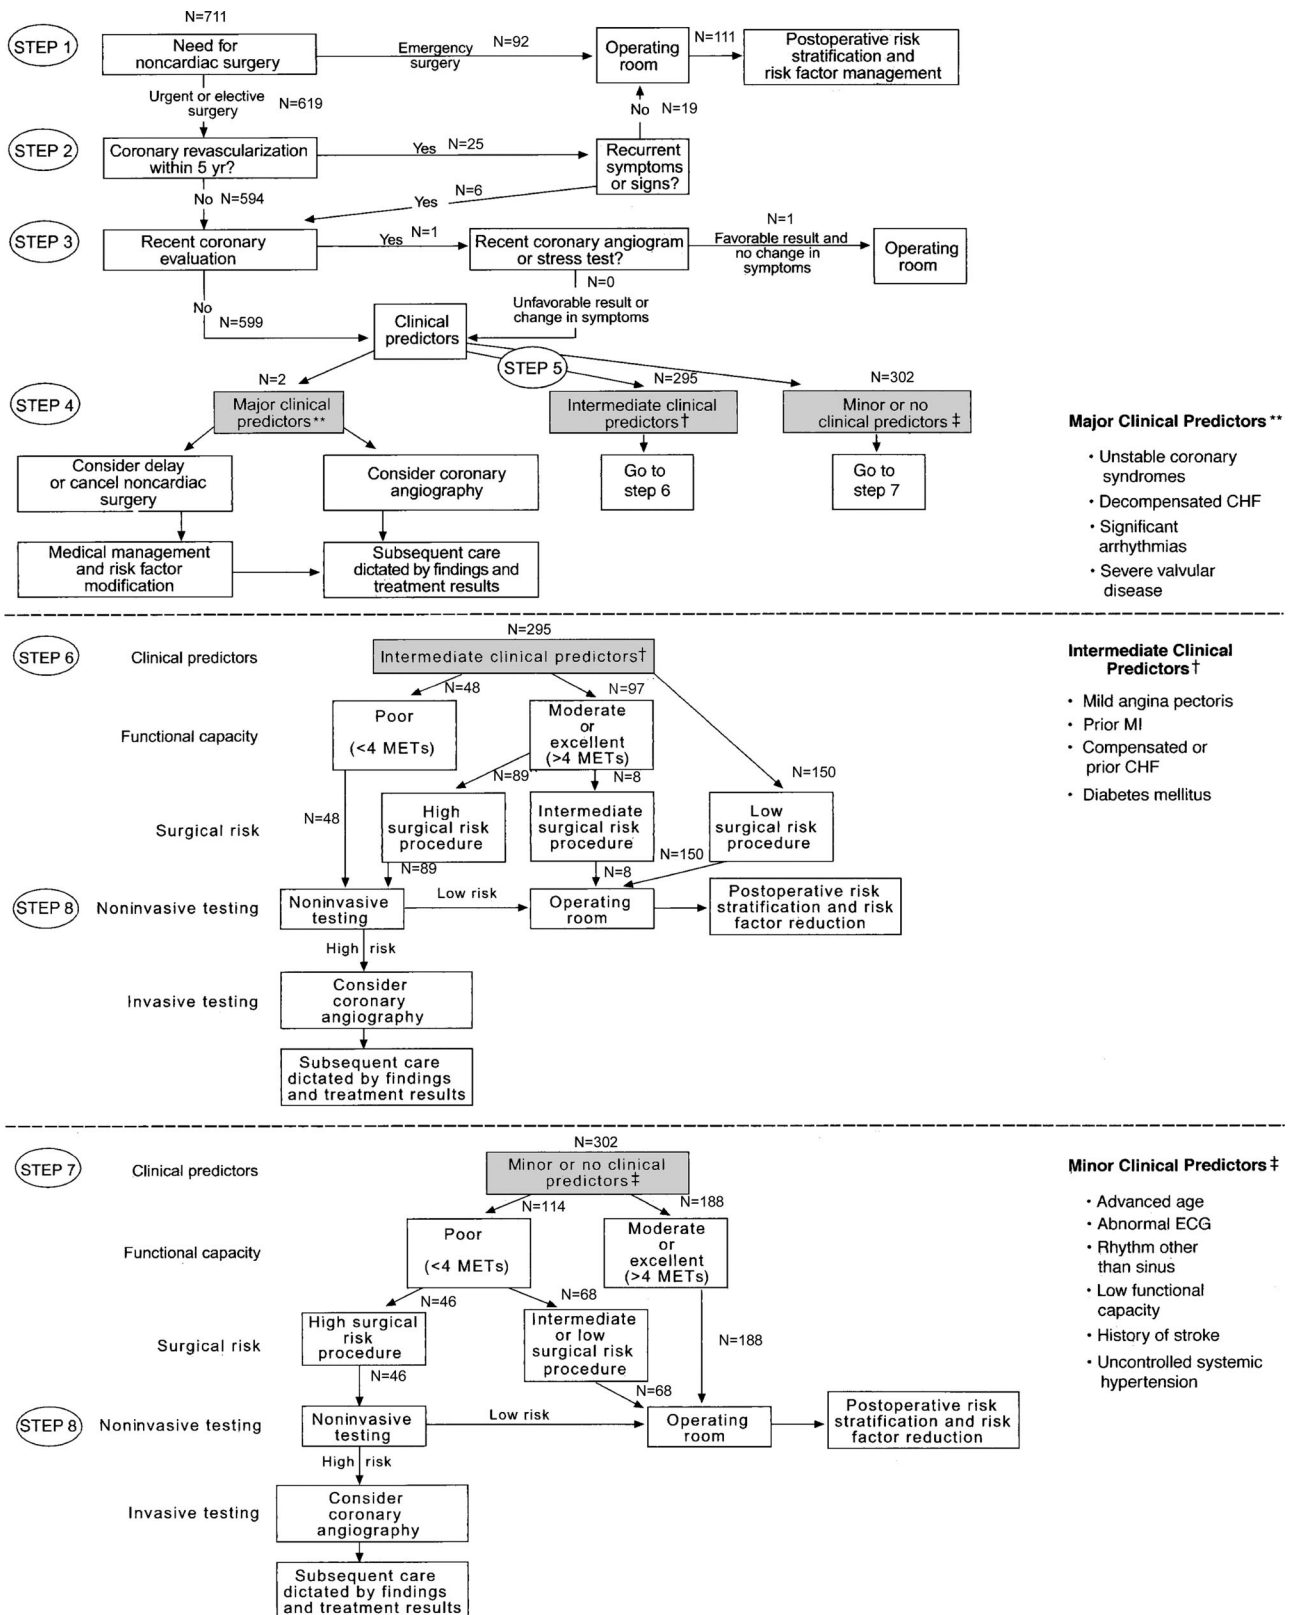 N=711
STEP 1
Need for
noncardiac surgery
Emergency
surgery
N=92
Operating
room
N=111
Postoperative risk
stratification and
risk factor management
Urgent or elective
surgery
N=619
No N=19
STEP 2
Coronary revascularization
within 5 yr?
Yes N=25
Recurrent
symptoms
or signs?
No N=594
N=6
Yes
STEP 3
Recent coronary
evaluation
Yes N=1
Recent coronary angiogram
or stress test?
N=1
Favorable result and
no change in
symptoms
Operating
room
No
N=599
N=0
Unfavorable result or
change in symptoms
Clinical
predictors
STEP 5
N=2
N=295
N=302
STEP 4
Major clinical
predictors**
Intermediate clinical
predictors†
Minor or no
clinical predictors‡
Consider delay
or cancel noncardiac
surgery
Consider coronary
angiography
Go to
step 6
Go to
step 7
Medical management
and risk factor
modification
Subsequent care
dictated by findings and
treatment results
Major Clinical Predictors**
• Unstable coronary
syndromes
• Decompensated CHF
• Significant
arrhythmias
• Severe valvular
disease
N=295
STEP 6
Clinical predictors
Intermediate clinical predictors†
N=48
N=97
Functional capacity
Poor
(<4 METs)
Moderate
or
excellent
(>4 METs)
N=89
N=8
N=150
Surgical risk
N=48
High
surgical risk
procedure
Intermediate
surgical risk
procedure
Low
surgical risk
procedure
N=89
N=8
N=150
STEP 8
Noninvasive testing
Noninvasive
testing
Low risk
Operating
room
Postoperative risk
stratification and risk
factor reduction
High risk
Invasive testing
Consider
coronary
angiography
Subsequent care
dictated by findings
and treatment results
Intermediate Clinical
Predictors†
• Mild angina pectoris
• Prior MI
• Compensated or
prior CHF
• Diabetes mellitus
N=302
STEP 7
Clinical predictors
Minor or no clinical
predictors‡
N=114
N=188
Functional capacity
Poor
(<4 METs)
Moderate
or
excellent
(>4 METs)
N=46
N=68
Surgical risk
High surgical
risk
procedure
Intermediate
or low
surgical risk
procedure
N=188
N=46
N=68
STEP 8
Noninvasive testing
Noninvasive
testing
Low risk
Operating
room
Postoperative risk
stratification and risk
factor reduction
High risk
Invasive testing
Consider
coronary
angiography
Subsequent care
dictated by findings
and treatment results
Minor Clinical Predictors‡
• Advanced age
• Abnormal ECG
• Rhythm other
than sinus
• Low functional
capacity
• History of stroke
• Uncontrolled systemic
hypertension